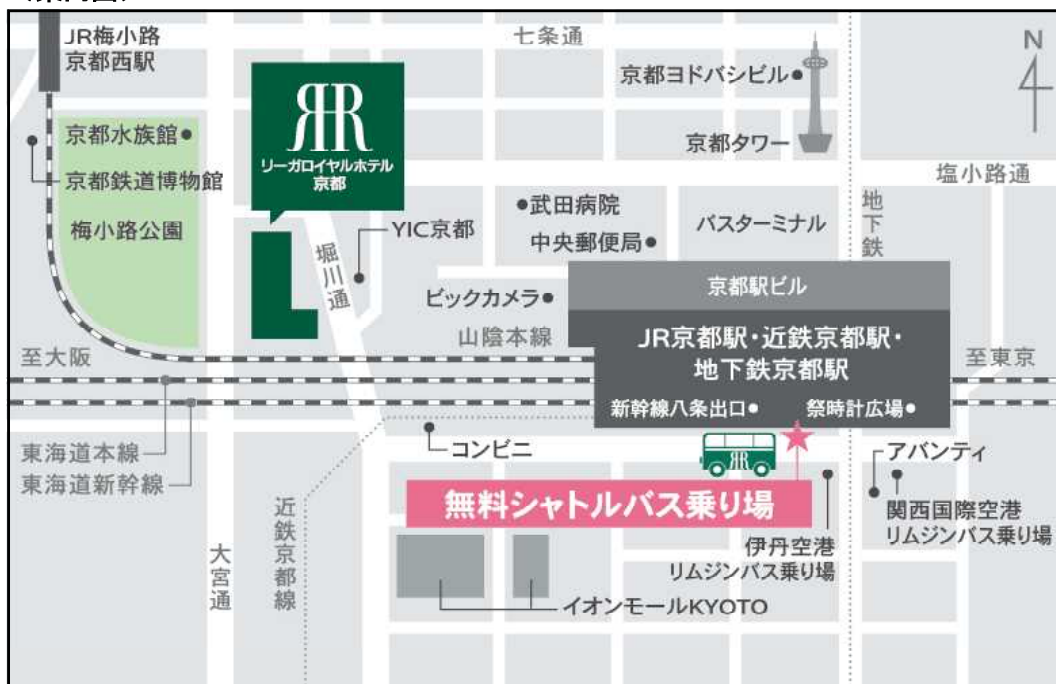 JR梅小路
京都西駅
七条通
N
京都ヨドバシビル
京都水族館
京都タワー
リーガロイヤルホテル
京都
京都鉄道博物館
塩小路通
梅小路公園
YIC京都
武田病院
中央郵便局
バスターミナル
地下鉄
堀川通
ビックカメラ
京都駅ビル
山陰本線
JR京都駅・近鉄京都駅・
地下鉄京都駅
至大阪
至東京
新幹線八条出口
祭時計広場
東海道本線
東海道新幹線
コンビニ
アバンティ
無料シャトルバス乗り場
関西国際空港
リムジンバス乗り場
近鉄京都線
大宮通
伊丹空港
リムジンバス乗り場
イオンモールKYOTO